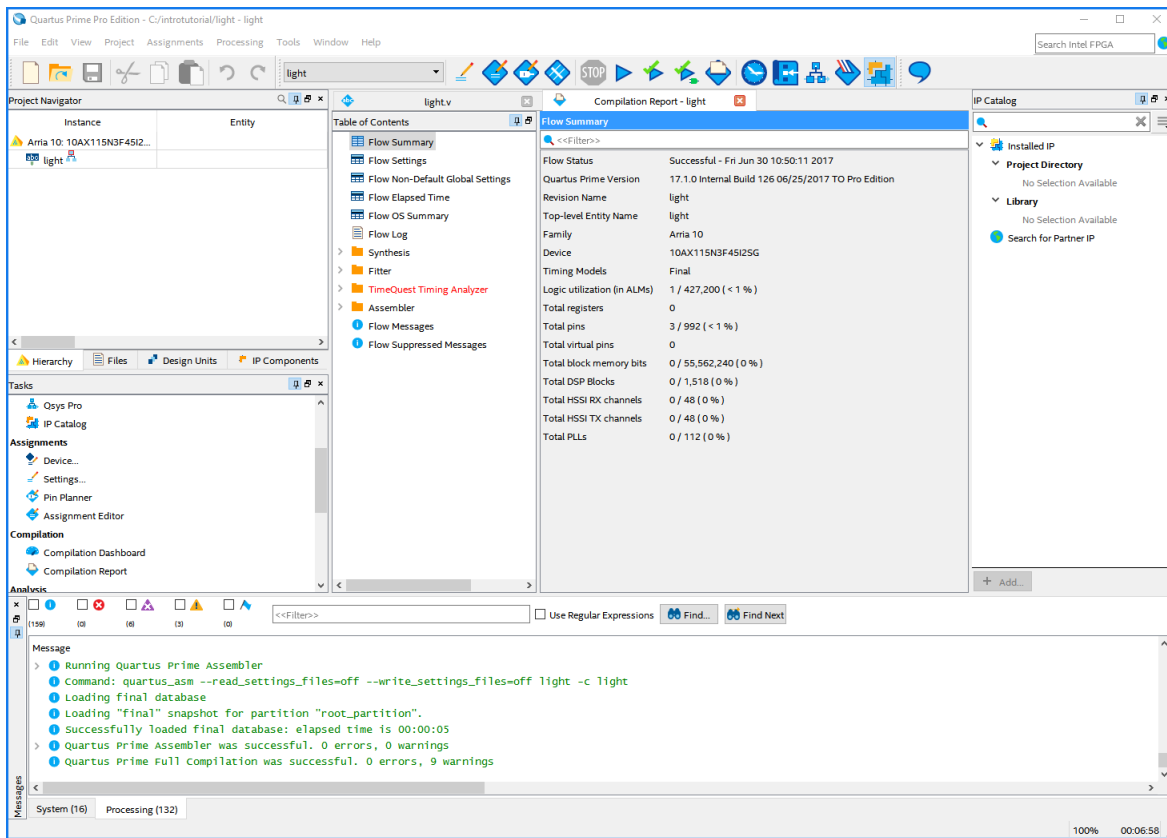 Quartus Prime Pro Edition - C:/introtutorial/light - light
File Edit View Project Assignments Processing Tools Window Help
Search Intel FPGA
light
STOP
Project Navigator
Instance Entity
Arria 10: 10AX115N3F45I2...
light
Hierarchy Files Design Units IP Components
Tasks
Qsys Pro
IP Catalog
Assignments
Device...
Settings...
Pin Planner
Assignment Editor
Compilation
Compilation Dashboard
Compilation Report
Analysis
light.v
Compilation Report - light
Table of Contents
Flow Summary
Flow Settings
Flow Non-Default Global Settings
Flow Elapsed Time
Flow OS Summary
Flow Log
Synthesis
Fitter
TimeQuest Timing Analyzer
Assembler
Flow Messages
Flow Suppressed Messages
Flow Summary
<<Filter>>
Flow Status Successful - Fri Jun 30 10:50:11 2017
Quartus Prime Version 17.1.0 Internal Build 126 06/25/2017 TO Pro Edition
Revision Name light
Top-level Entity Name light
Family Arria 10
Device 10AX115N3F45I2SG
Timing Models Final
Logic utilization (in ALMs) 1 / 427,200 ( < 1 % )
Total registers 0
Total pins 3 / 992 ( < 1 % )
Total virtual pins 0
Total block memory bits 0 / 55,562,240 ( 0 % )
Total DSP Blocks 0 / 1,518 ( 0 % )
Total HSSI RX channels 0 / 48 ( 0 % )
Total HSSI TX channels 0 / 48 ( 0 % )
Total PLLs 0 / 112 ( 0 % )
IP Catalog
Installed IP
Project Directory
No Selection Available
Library
No Selection Available
Search for Partner IP
+ Add...
(159) (0) (6) (3) (0)
<<Filter>>
Use Regular Expressions
Find...
Find Next
Message
Running Quartus Prime Assembler
Command: quartus_asm --read_settings_files=off --write_settings_files=off light -c light
Loading final database
Loading "final" snapshot for partition "root_partition".
Successfully loaded final database: elapsed time is 00:00:05
Quartus Prime Assembler was successful. 0 errors, 0 warnings
Quartus Prime Full Compilation was successful. 0 errors, 9 warnings
Messages
System (16) Processing (132)
100% 00:06:58